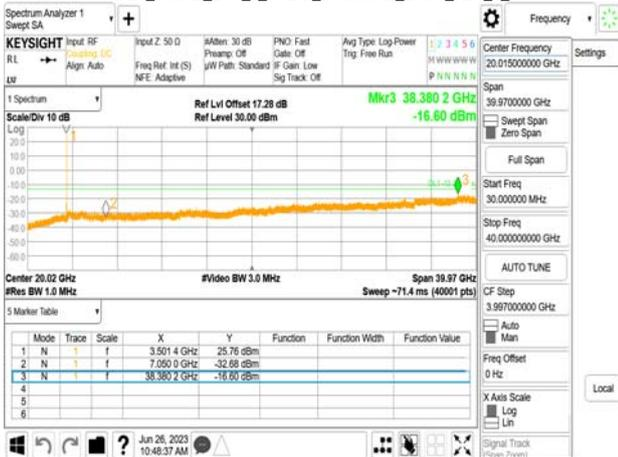 Spectrum Analyzer 1
Swept SA
+
Frequency
KEYSIGHT
RL
Input: RF
Coupling: DC
Align: Auto
Input Z: 50 Ω
Freq Ref: Int (S)
NFE: Adaptive
#Atten: 30 dB
Preamp: Off
µW Path: Standard
PNO: Fast
Gate: Off
IF Gain: Low
Sig Track: Off
Avg Type: Log-Power
Trig: Free Run
1 2 3 4 5 6
M W W W W W
P N N N N N
Center Frequency
20.015000000 GHz
Settings
Span
39.9700000 GHz
Swept Span
Zero Span
Full Span
Start Freq
30.000000 MHz
Stop Freq
40.000000000 GHz
AUTO TUNE
CF Step
3.997000000 GHz
Auto
Man
Freq Offset
0 Hz
X Axis Scale
Log
Lin
Local
Signal Track
(Span Zoom)
1 Spectrum
Scale/Div 10 dB
Ref Lvl Offset 17.28 dB
Ref Level 30.00 dBm
Mkr3 38.380 2 GHz
-16.60 dBm
Log
20.0
10.0
0.00
-10.0
-20.0
-30.0
-40.0
-50.0
-60.0
1
2
3
Center 20.02 GHz
#Res BW 1.0 MHz
#Video BW 3.0 MHz
Span 39.97 GHz
Sweep ~71.4 ms (40001 pts)
5 Marker Table
Mode Trace Scale X Y Function Function Width Function Value
1 N 1 f 3.501 4 GHz 25.76 dBm
2 N 1 f 7.050 0 GHz -32.68 dBm
3 N 1 f 38.380 2 GHz -16.60 dBm
4
5
6
?
Jun 26, 2023
10:48:37 AM